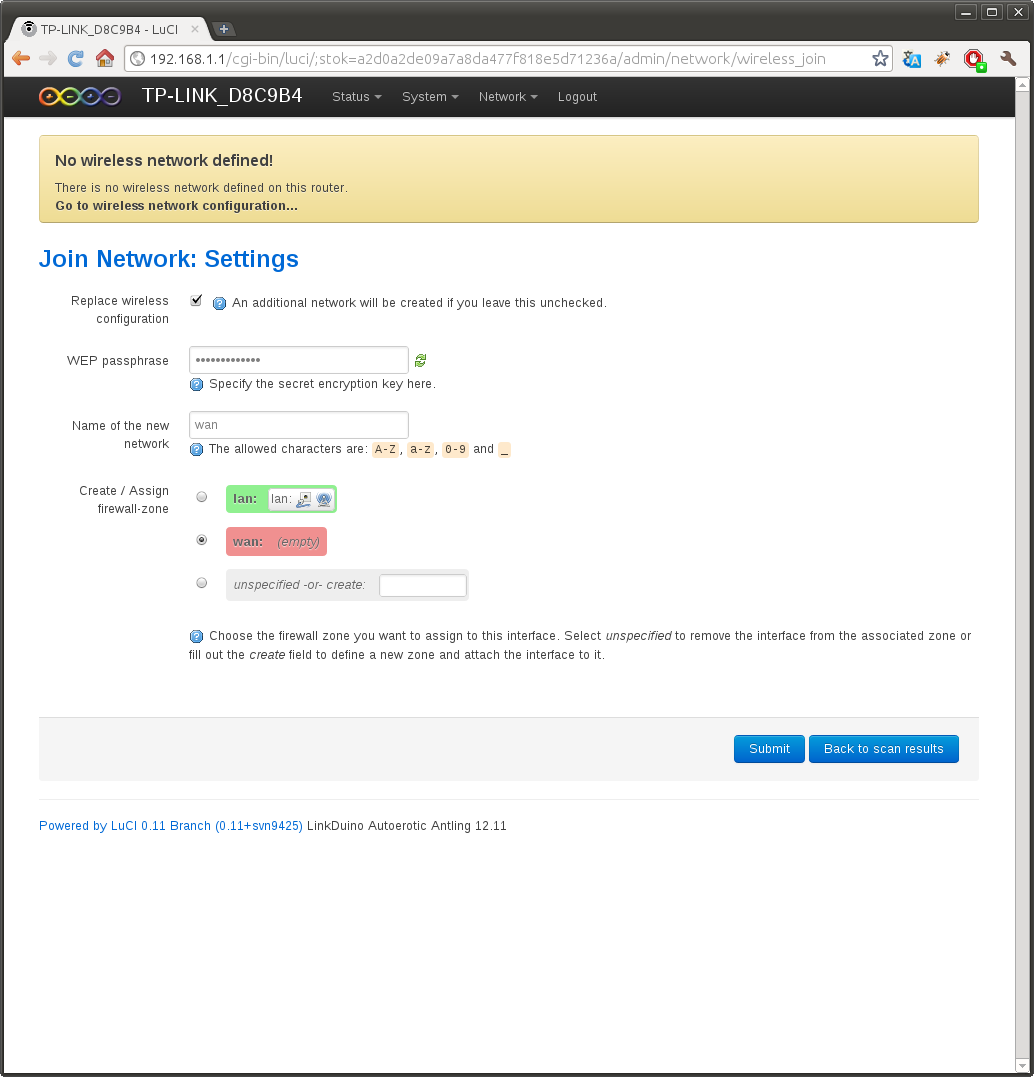 TP-LINK_D8C9B4 - LuCI
192.168.1.1/cgi-bin/luci/;stok=a2d0a2de09a7a8da477f818e5d71236a/admin/network/wireless_join
TP-LINK_D8C9B4 Status System Network Logout
No wireless network defined!
There is no wireless network defined on this router.
Go to wireless network configuration...
Join Network: Settings
Replace wireless
configuration
An additional network will be created if you leave this unchecked.
WEP passphrase
•••••••••••••
Specify the secret encryption key here.
Name of the new
network
wan
The allowed characters are: A-Z, a-z, 0-9 and _
Create / Assign
firewall-zone
lan: lan:
wan: (empty)
unspecified -or- create:
Choose the firewall zone you want to assign to this interface. Select unspecified to remove the interface from the associated zone or
fill out the create field to define a new zone and attach the interface to it.
Submit Back to scan results
Powered by LuCI 0.11 Branch (0.11+svn9425) LinkDuino Autoerotic Antling 12.11